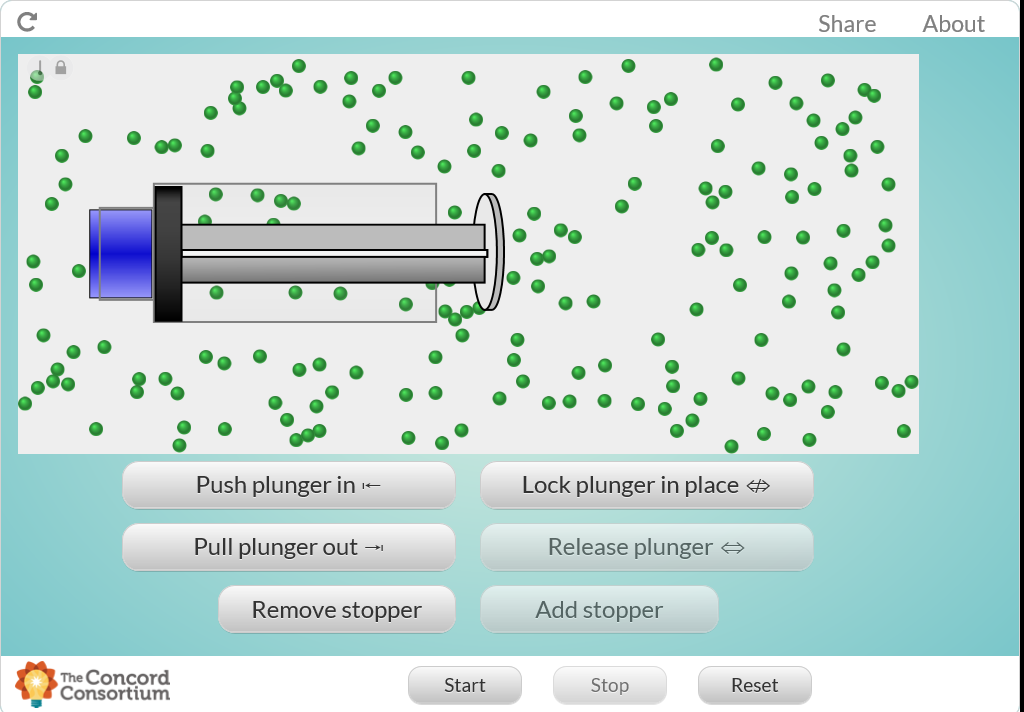 Share About
Push plunger in
Lock plunger in place
Pull plunger out
Release plunger
Remove stopper
Add stopper
The Concord
Consortium
Start
Stop
Reset